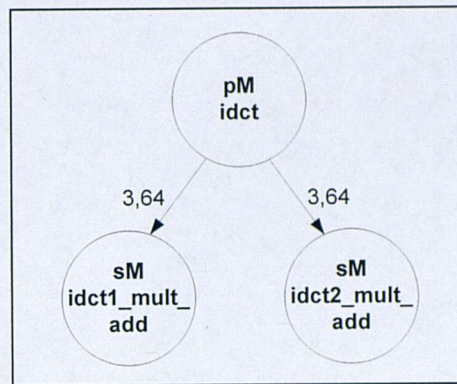 pM
idct
3,64
3,64
sM
idct1_mult_
add
sM
idct2_mult_
add